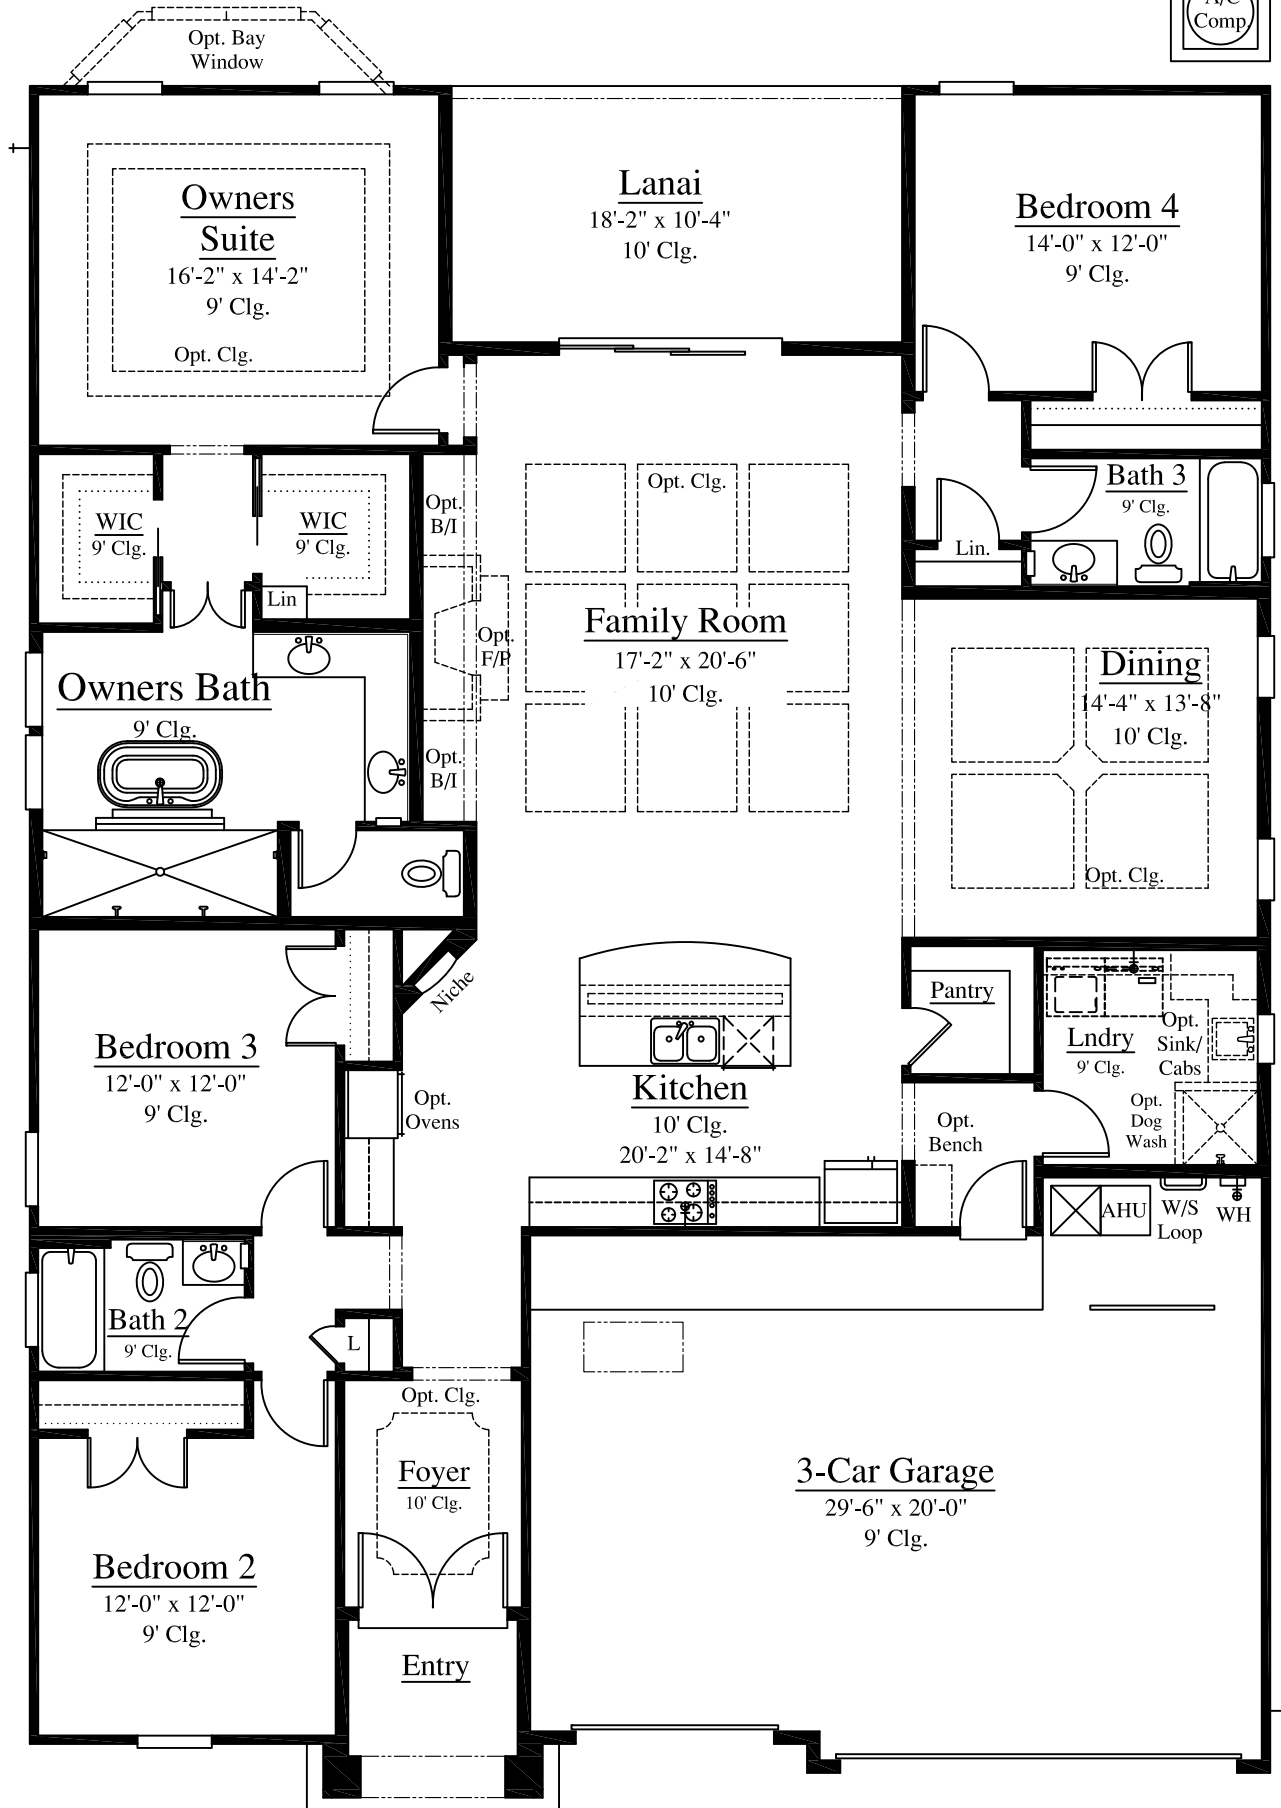 A/C
Comp.
Opt. Bay
Window
Owners
Suite
16'-2" x 14'-2"
9' Clg.
Opt. Clg.
Lanai
18'-2" x 10'-4"
10' Clg.
Bedroom 4
14'-0" x 12'-0"
9' Clg.
WIC
9' Clg.
WIC
9' Clg.
Lin
Opt.
B/I
Opt. Clg.
Bath 3
9' Clg.
Lin.
Family Room
17'-2" x 20'-6"
10' Clg.
Opt.
F/P
Opt.
B/I
Owners Bath
9' Clg.
Dining
14'-4" x 13'-8"
10' Clg.
Opt. Clg.
Niche
Bedroom 3
12'-0" x 12'-0"
9' Clg.
Opt.
Ovens
Kitchen
10' Clg.
20'-2" x 14'-8"
Pantry
Lndry
9' Clg.
Opt.
Sink/
Cabs
Opt.
Dog
Wash
Opt.
Bench
AHU
W/S
Loop
WH
Bath 2
9' Clg.
L
Opt. Clg.
Foyer
10' Clg.
3-Car Garage
29'-6" x 20'-0"
9' Clg.
Bedroom 2
12'-0" x 12'-0"
9' Clg.
Entry